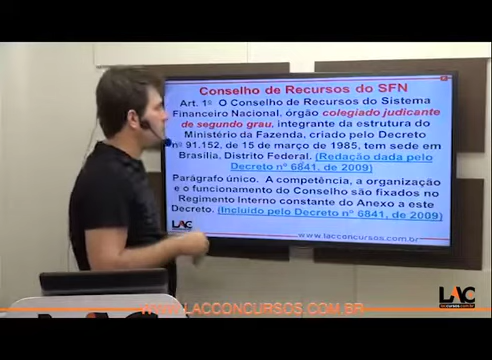 Conselho de Recursos do SFN
Art. 1º O Conselho de Recursos do Sistema
Financeiro Nacional, órgão colegiado judicante
de segundo grau, integrante da estrutura do
Ministério da Fazenda, criado pelo Decreto
nº 91.152, de 15 de março de 1985, tem sede em
Brasília, Distrito Federal. (Redação dada pelo
Decreto nº 6841, de 2009)
Parágrafo único. A competência, a organização
e o funcionamento do Conselho são fixados no
Regimento Interno constante do Anexo a este
Decreto. (Incluído pelo Decreto nº 6841, de 2009)
LAC
www.lacconcursos.com.br
LAC
WWW.LACCONCURSOS.COM.BR